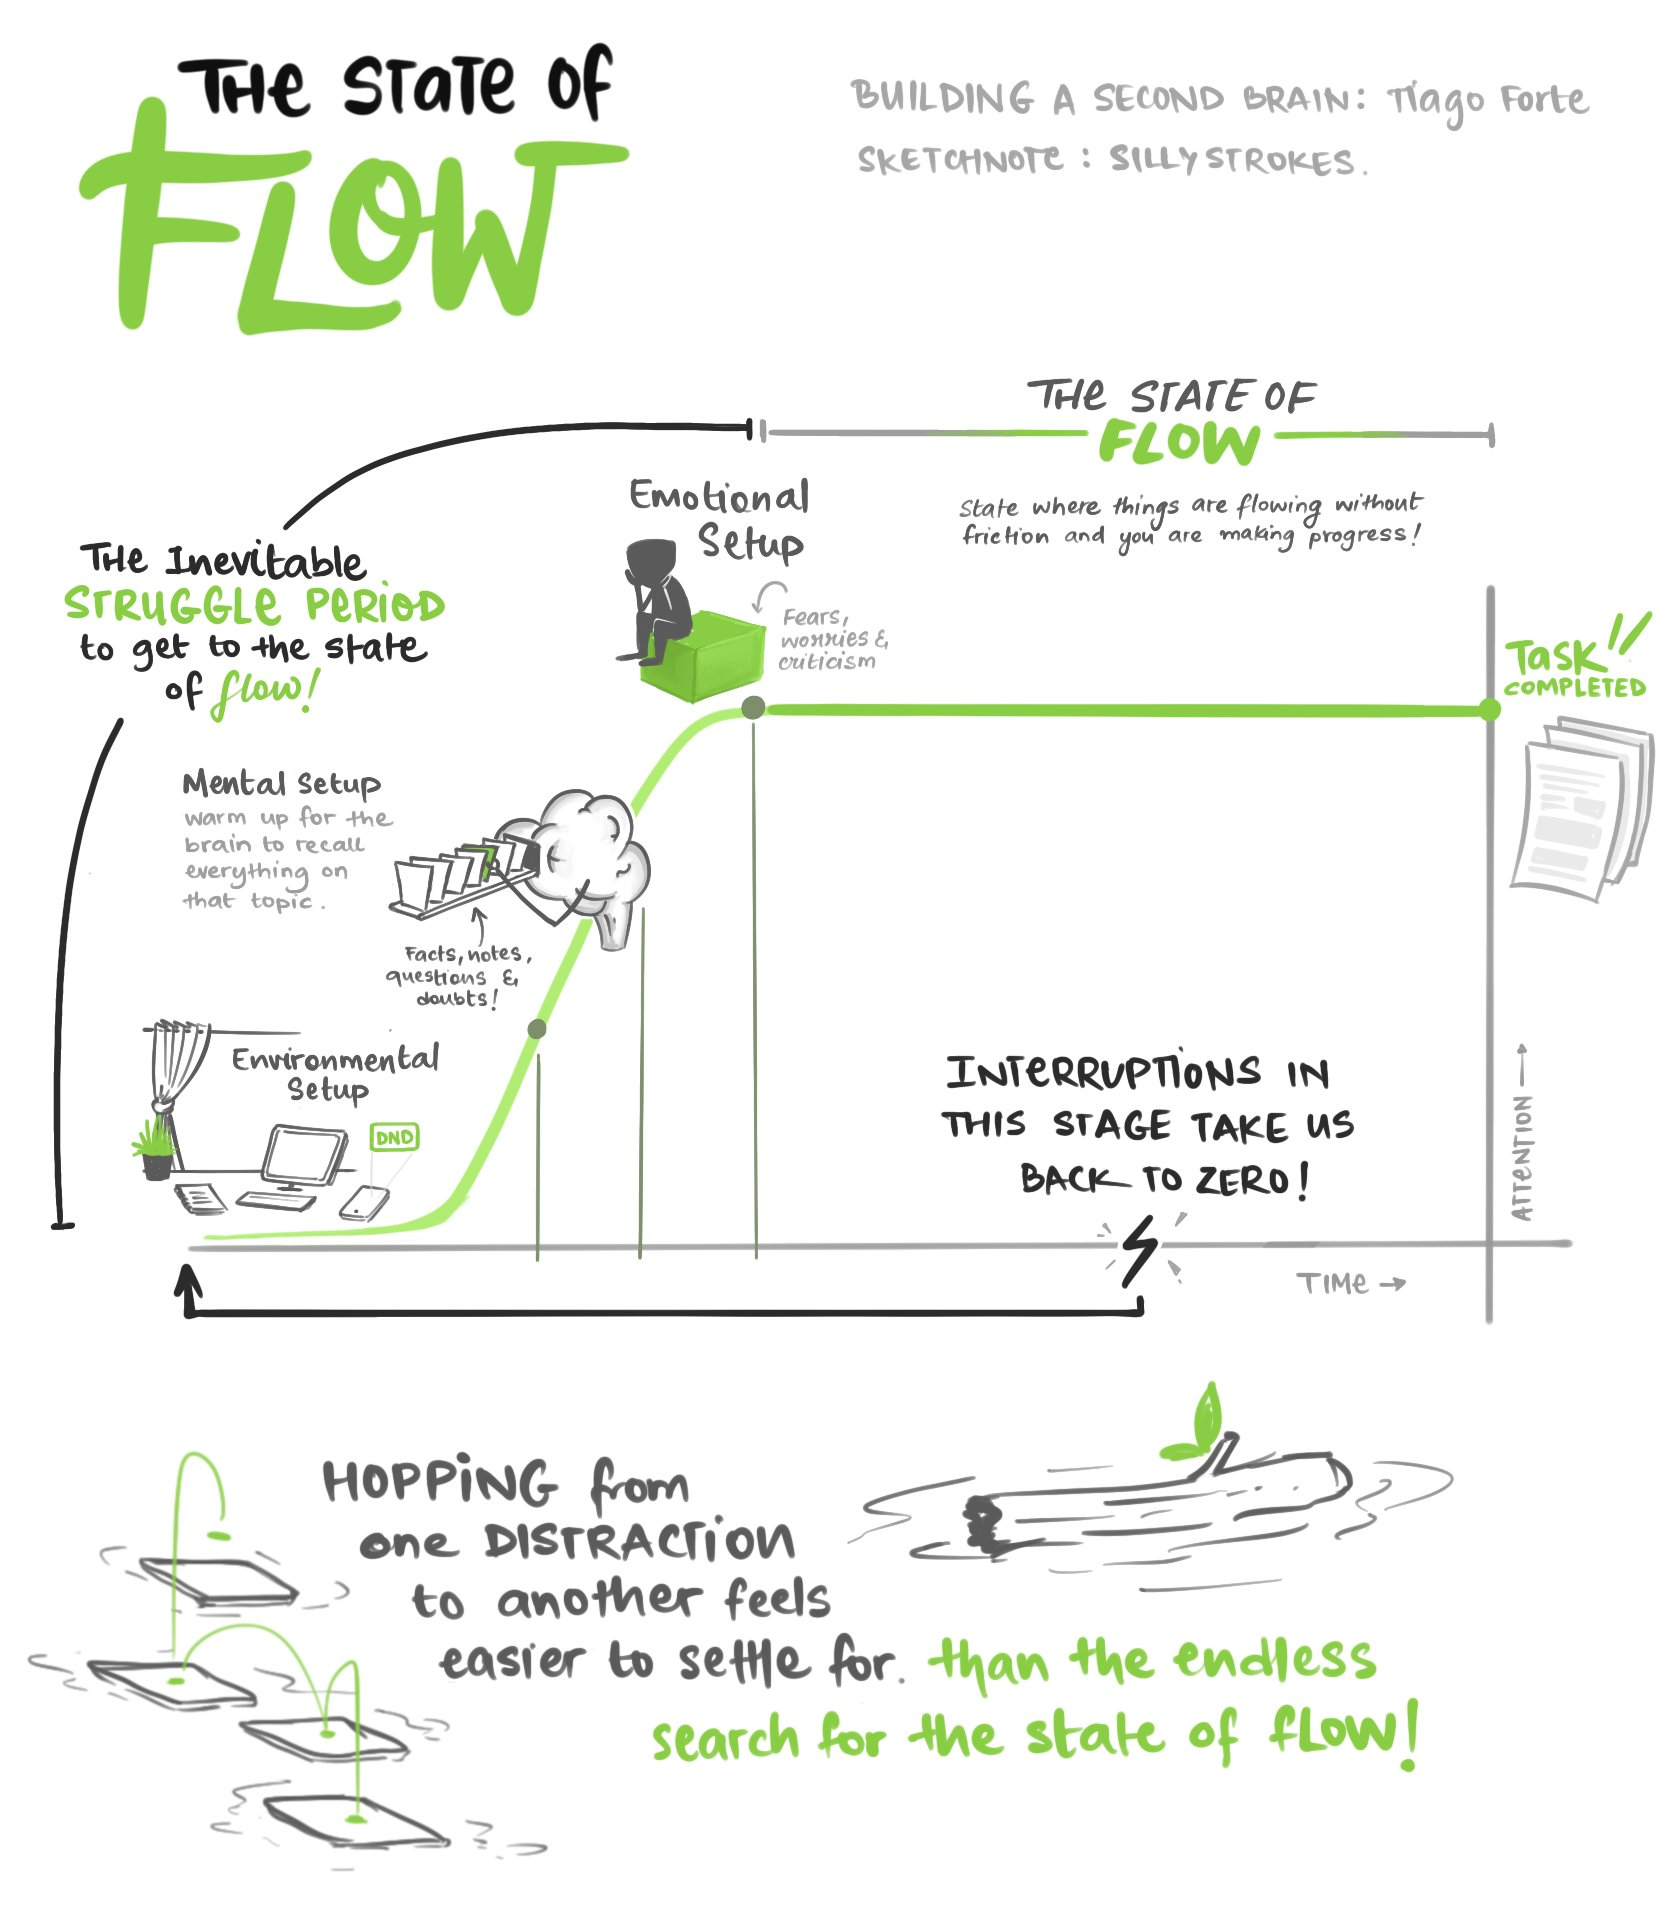 THE STATE OF
FLOW
BUILDING A SECOND BRAIN: Tiago Forte
SKETCHNOTE : SILLYSTROKES.
THE STATE OF
FLOW
State where things are flowing without
friction and you are making progress!
Emotional
Setup
Fears,
worries &
criticism
THE Inevitable
STRUGGLE PERIOD
to get to the state
of flow!
TASK
COMPLETED
Mental Setup
warm up for the
brain to recall
everything on
that topic.
Facts, notes,
questions &
doubts!
Environmental
Setup
DND
INTERRUPTIONS IN
THIS STAGE TAKE US
BACK TO ZERO!
ATTENTION
TIME
HOPPING from
one DISTRACTION
to another feels
easier to settle for. than the endless
search for the state of flow!